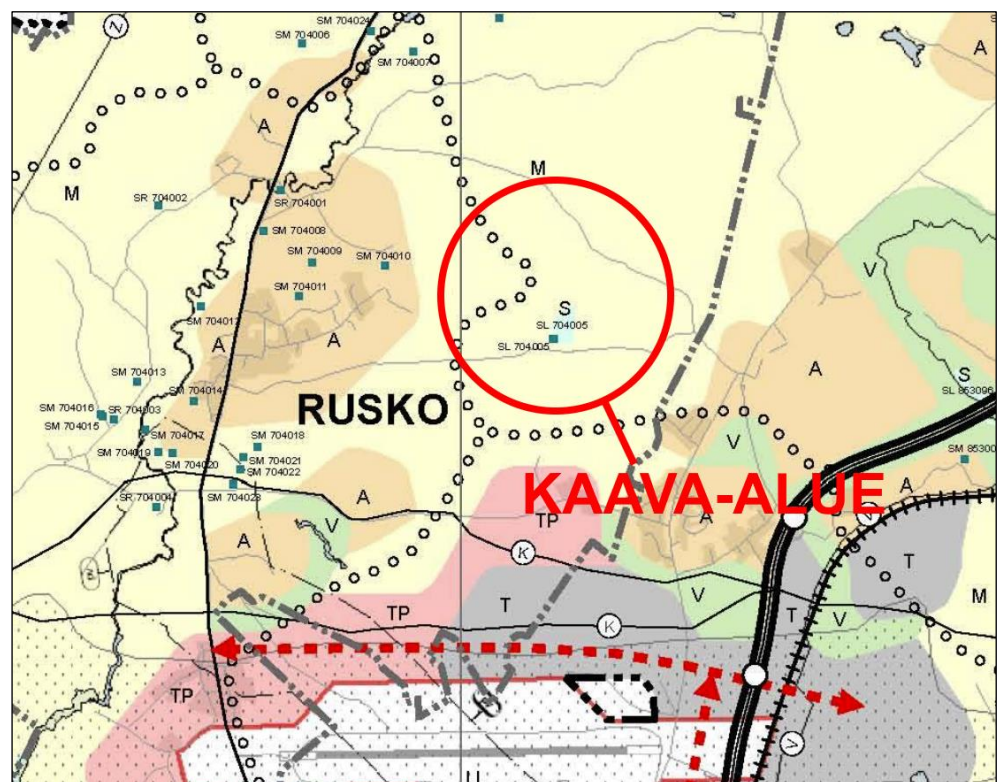 SM 704024
SM 704006
SM 704007
A
A
M
M
SR 704002
SR 704001
SM 704008
SM 704009
SM 704010
SM 704011
SM 704012
V
S
SL 704005
SL 704005
A
A
SM 704013
SM 704014
A
S
SL 853096
SM 704016
SR 704003
SM 704015
RUSKO
SM 704017
SM 704018
SM 704019
SM 704020
SM 704021
SM 704022
SM 704023
V
SM 8530
SR 704004
A
KAAVA-ALUE
A
A
V
A
TP
K
T
V
M
TP
T
K
T
V
TP
V